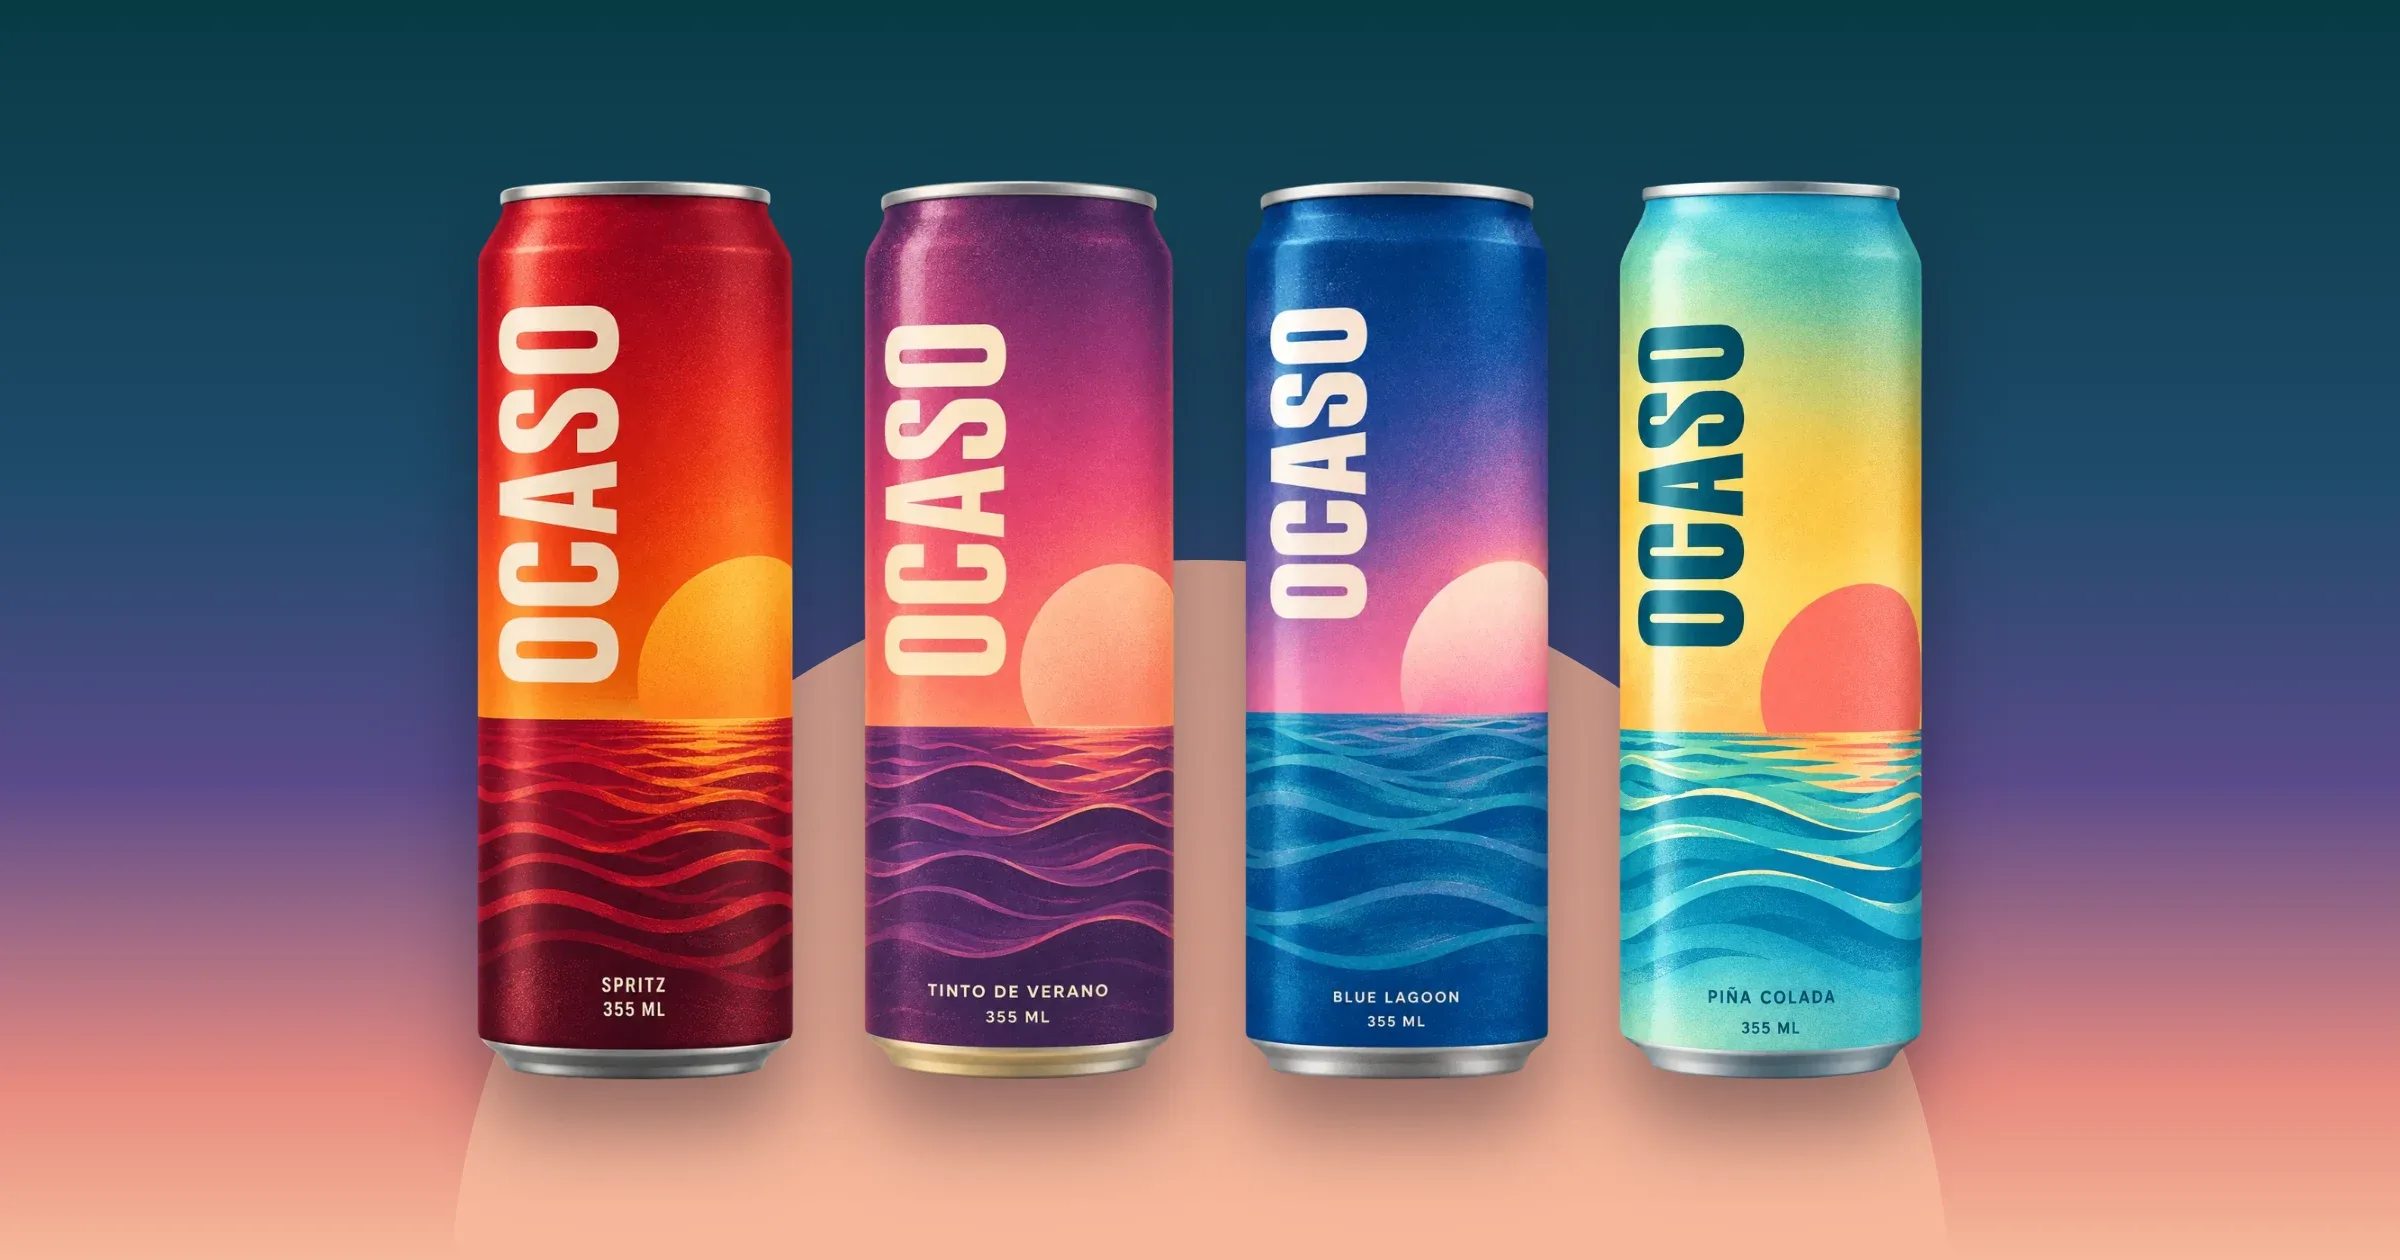 OCASO
SPRITZ
355 ML
OCASO
TINTO DE VERANO
355 ML
OCASO
BLUE LAGOON
355 ML
OCASO
PIÑA COLADA
355 ML